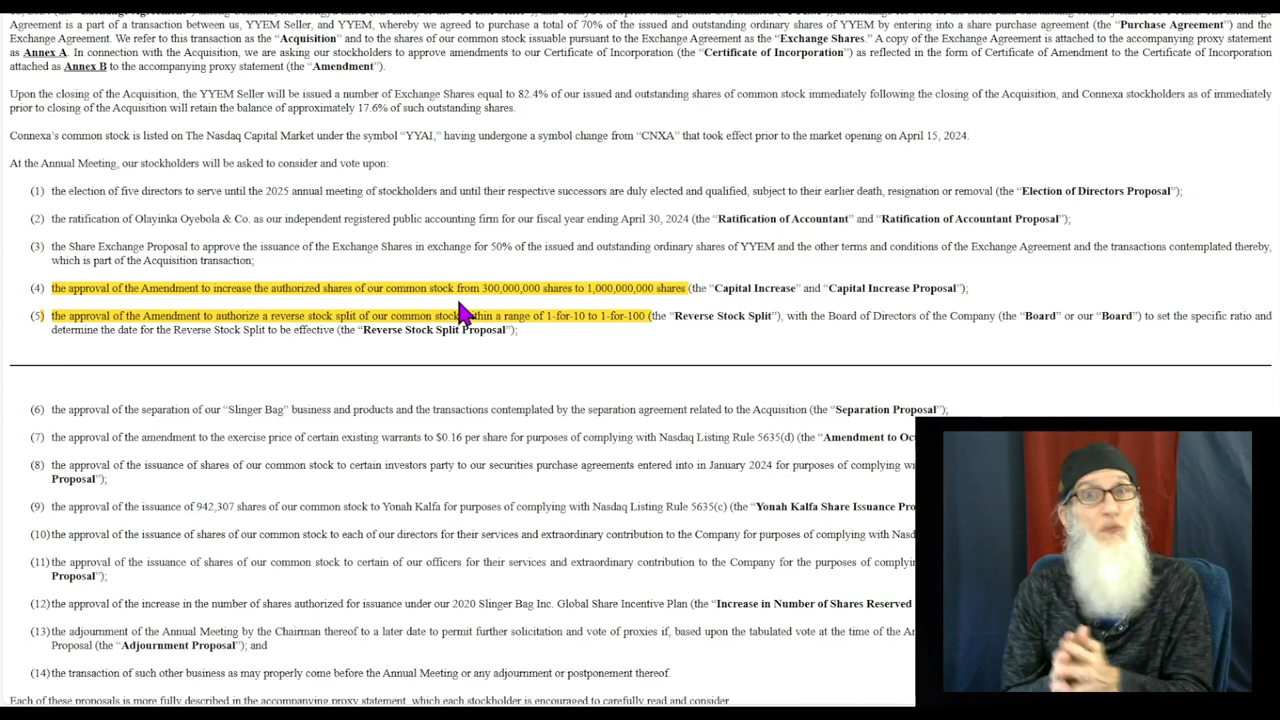 Agreement is a part of a transaction between us, YYEM Seller, and YYEM, whereby we agreed to purchase a total of 70% of the issued and outstanding ordinary shares of YYEM by entering into a share purchase agreement (the “Purchase Agreement”) and the
Exchange Agreement. We refer to this transaction as the “Acquisition” and to the shares of our common stock issuable pursuant to the Exchange Agreement as the “Exchange Shares.” A copy of the Exchange Agreement is attached to the accompanying proxy statement
as Annex A. In connection with the Acquisition, we are asking our stockholders to approve amendments to our Certificate of Incorporation (the “Certificate of Incorporation”) as reflected in the form of Certificate of Amendment to the Certificate of Incorporation
attached as Annex B to the accompanying proxy statement (the “Amendment”).
Upon the closing of the Acquisition, the YYEM Seller will be issued a number of Exchange Shares equal to 82.4% of our issued and outstanding shares of common stock immediately following the closing of the Acquisition, and Connexa stockholders as of immediately
prior to closing of the Acquisition will retain the balance of approximately 17.6% of such outstanding shares.
Connexa’s common stock is listed on The Nasdaq Capital Market under the symbol “YYAI,” having undergone a symbol change from “CNXA” that took effect prior to the market opening on April 15, 2024.
At the Annual Meeting, our stockholders will be asked to consider and vote upon:
(1) the election of five directors to serve until the 2025 annual meeting of stockholders and until their respective successors are duly elected and qualified, subject to their earlier death, resignation or removal (the “Election of Directors Proposal”);
(2) the ratification of Olayinka Oyebola & Co. as our independent registered public accounting firm for our fiscal year ending April 30, 2024 (the “Ratification of Accountant” and “Ratification of Accountant Proposal”);
(3) the Share Exchange Proposal to approve the issuance of the Exchange Shares in exchange for 50% of the issued and outstanding ordinary shares of YYEM and the other terms and conditions of the Exchange Agreement and the transactions contemplated thereby,
which is part of the Acquisition transaction;
(4) the approval of the Amendment to increase the authorized shares of our common stock from 300,000,000 shares to 1,000,000,000 shares (the “Capital Increase” and “Capital Increase Proposal”);
(5) the approval of the Amendment to authorize a reverse stock split of our common stock within a range of 1-for-10 to 1-for-100 (the “Reverse Stock Split”), with the Board of Directors of the Company (the “Board” or our “Board”) to set the specific ratio and
determine the date for the Reverse Stock Split to be effective (the “Reverse Stock Split Proposal”);
(6) the approval of the separation of our “Slinger Bag” business and products and the transactions contemplated by the separation agreement related to the Acquisition (the “Separation Proposal”);
(7) the approval of the amendment to the exercise price of certain existing warrants to $0.16 per share for purposes of complying with Nasdaq Listing Rule 5635(d) (the “Amendment to
(8) the approval of the issuance of shares of our common stock to certain investors party to our securities purchase agreements entered into in January 2024 for purposes of complying
Proposal”);
(9) the approval of the issuance of 942,307 shares of our common stock to Yonah Kalfa for purposes of complying with Nasdaq Listing Rule 5635(c) (the “Yonah Kalfa Share Issuance
(10) the approval of the issuance of shares of our common stock to each of our directors for their services and extraordinary contribution to the Company for purposes of complying with
(11) the approval of the issuance of shares of our common stock to certain of our officers for their services and extraordinary contribution to the Company for the purposes of
Proposal”);
(12) the approval of the increase in the number of shares authorized for issuance under our 2020 Slinger Bag Inc. Global Share Incentive Plan (the “Increase in Number of Shares Reserved
(13) the adjournment of the Annual Meeting by the Chairman thereof to a later date to permit further solicitation and vote of proxies if, based upon the tabulated vote at the time of the
Proposal (the “Adjournment Proposal”); and
(14) the transaction of such other business as may properly come before the Annual Meeting or any adjournment or postponement thereof.
Each of these proposals is more fully described in the accompanying proxy statement, which each stockholder is encouraged to carefully read and consider